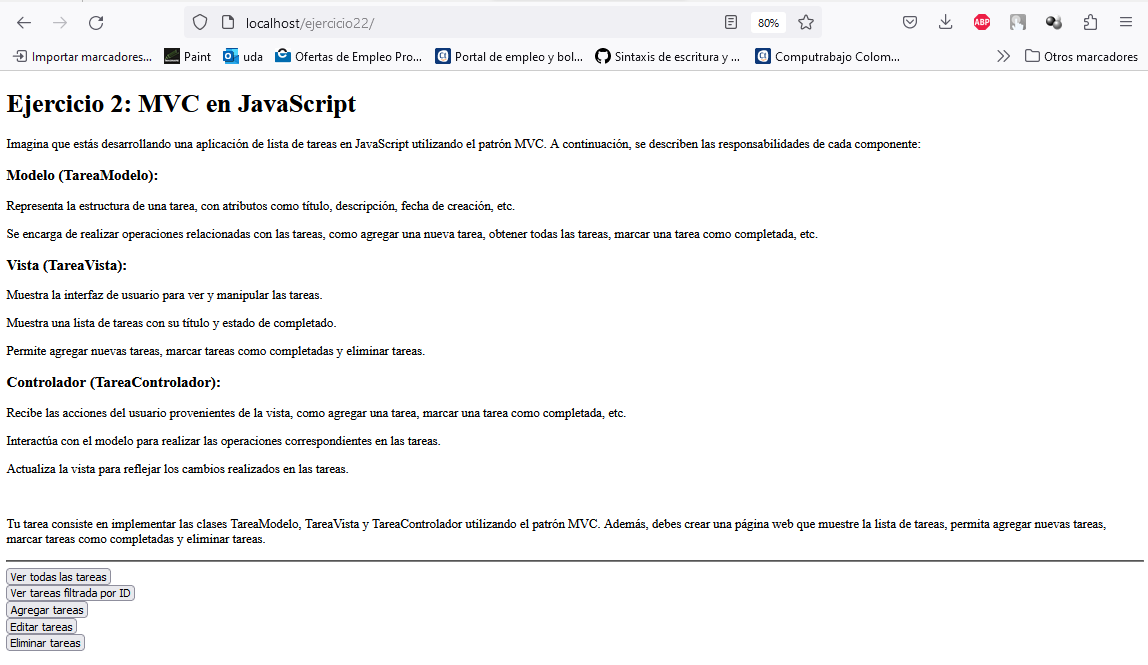 localhost/ejercicio22/
80%
ABP
Importar marcadores...
Paint
uda
Ofertas de Empleo Pro...
Portal de empleo y bol...
Sintaxis de escritura y ...
Computrabajo Colom...
Otros marcadores
Ejercicio 2: MVC en JavaScript
Imagina que estás desarrollando una aplicación de lista de tareas en JavaScript utilizando el patrón MVC. A continuación, se describen las responsabilidades de cada componente:
Modelo (TareaModelo):
Representa la estructura de una tarea, con atributos como título, descripción, fecha de creación, etc.
Se encarga de realizar operaciones relacionadas con las tareas, como agregar una nueva tarea, obtener todas las tareas, marcar una tarea como completada, etc.
Vista (TareaVista):
Muestra la interfaz de usuario para ver y manipular las tareas.
Muestra una lista de tareas con su título y estado de completado.
Permite agregar nuevas tareas, marcar tareas como completadas y eliminar tareas.
Controlador (TareaControlador):
Recibe las acciones del usuario provenientes de la vista, como agregar una tarea, marcar una tarea como completada, etc.
Interactúa con el modelo para realizar las operaciones correspondientes en las tareas.
Actualiza la vista para reflejar los cambios realizados en las tareas.
Tu tarea consiste en implementar las clases TareaModelo, TareaVista y TareaControlador utilizando el patrón MVC. Además, debes crear una página web que muestre la lista de tareas, permita agregar nuevas tareas,
marcar tareas como completadas y eliminar tareas.
Ver todas las tareas
Ver tareas filtrada por ID
Agregar tareas
Editar tareas
Eliminar tareas